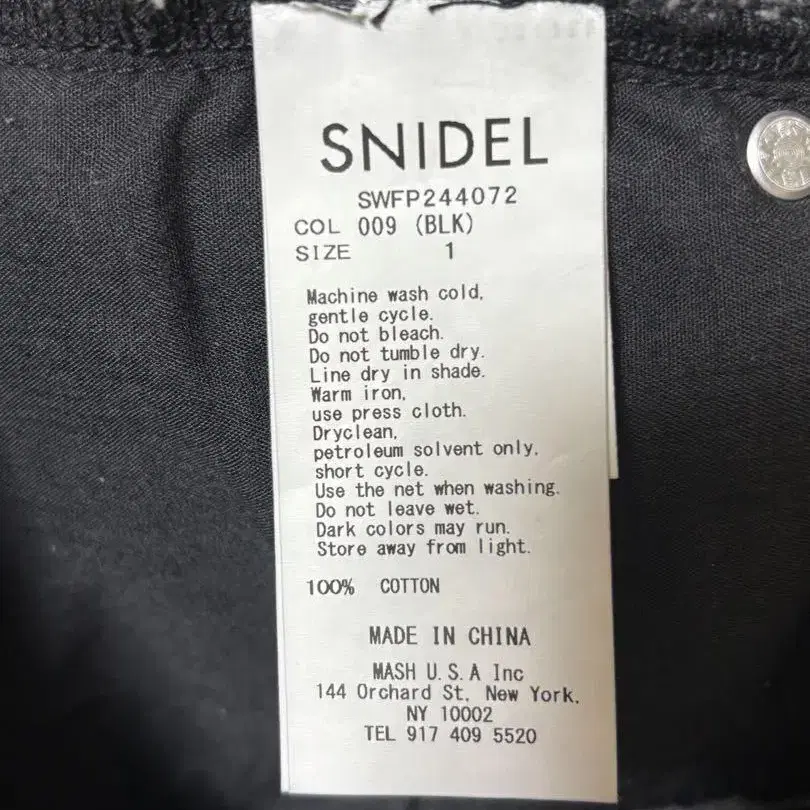 SNIDEL
SWFP244072
COL 009 (BLK)
SIZE 1
Machine wash cold,
gentle cycle.
Do not bleach.
Do not tumble dry.
Line dry in shade.
Warm iron,
use press cloth.
Dryclean,
petroleum solvent only,
short cycle.
Use the net when washing.
Do not leave wet.
Dark colors may run.
Store away from light.
100% COTTON
MADE IN CHINA
MASH U.S.A Inc
144 Orchard St, New York,
NY 10002
TEL 917 409 5520